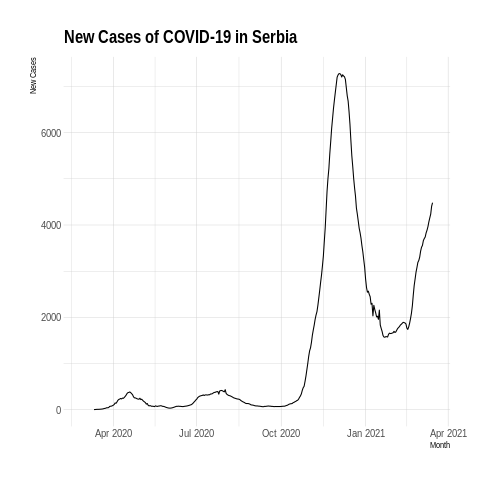 New Cases of COVID-19 in Serbia
New Cases
6000
4000
2000
0
Apr 2020 Jul 2020 Oct 2020 Jan 2021 Apr 2021
Month